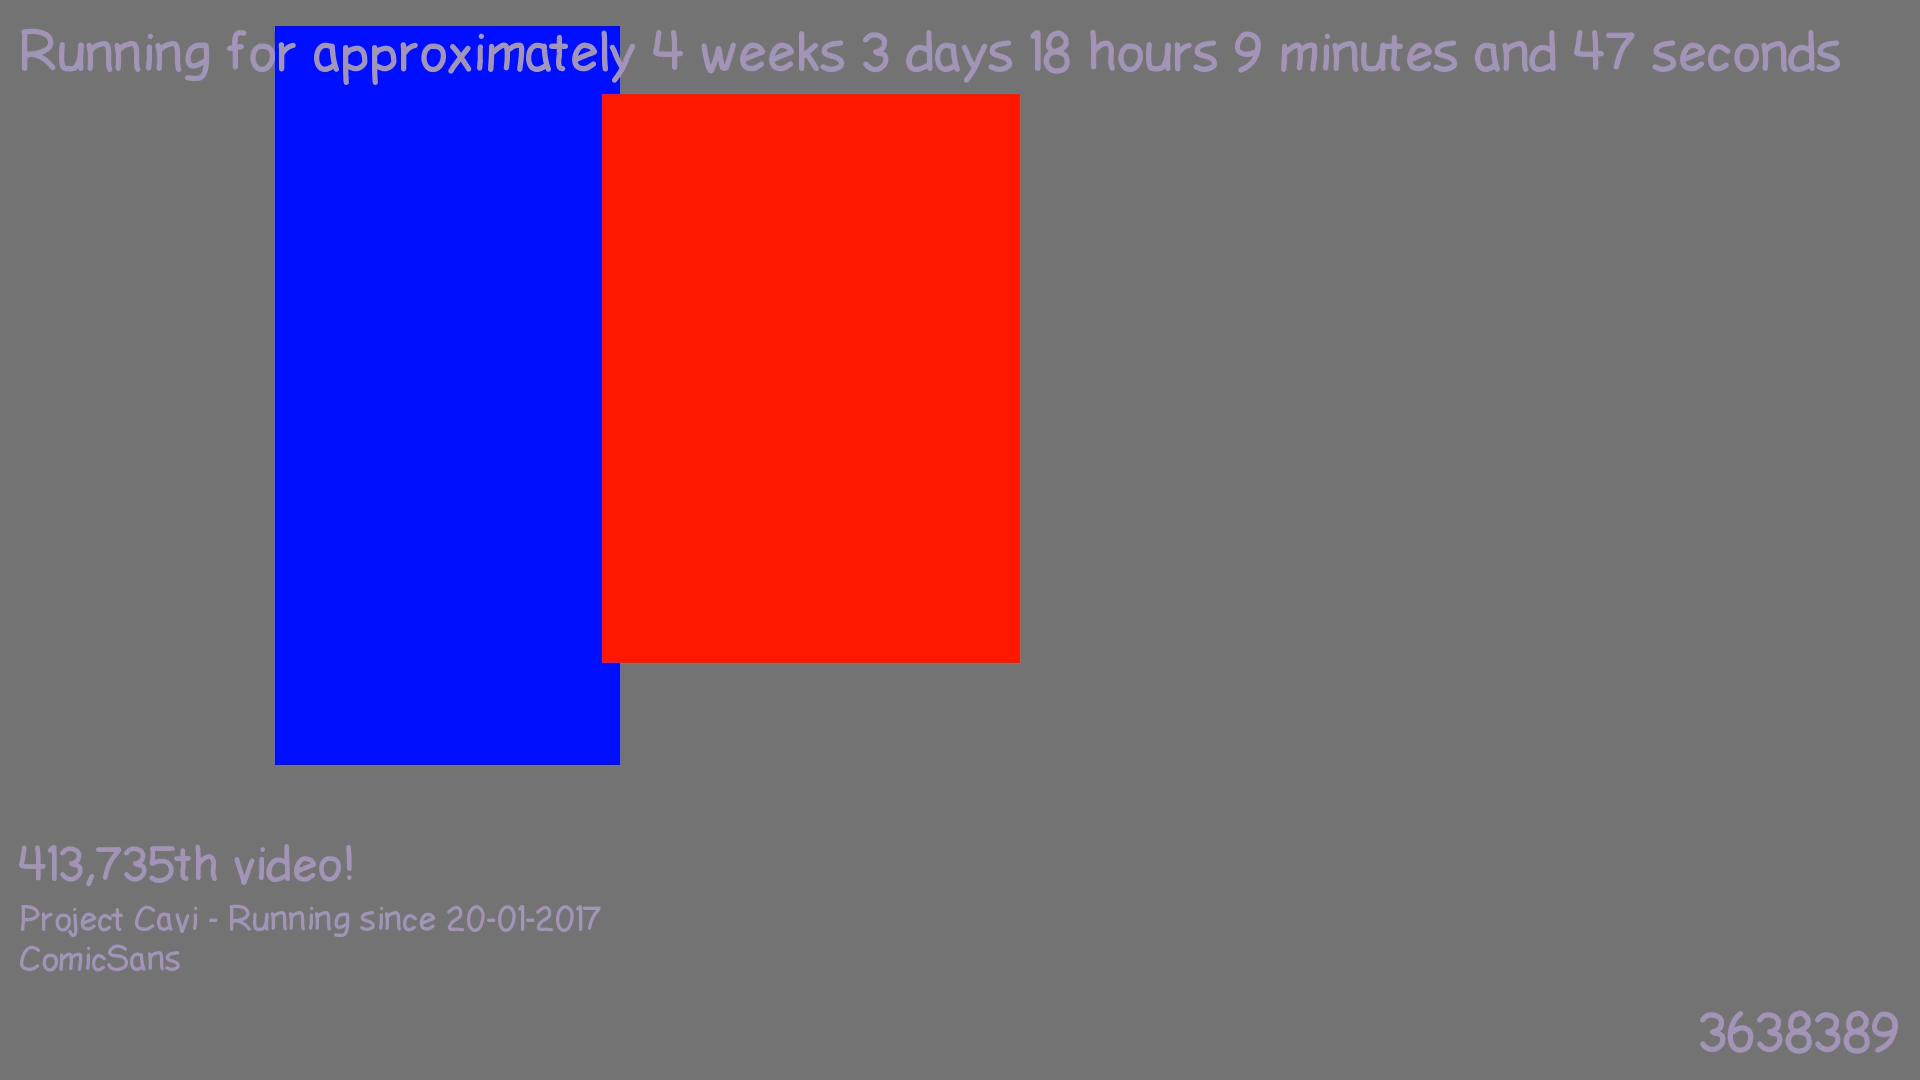 Running for approximately 4 weeks 3 days 18 hours 9 minutes and 47 seconds
413,735th video!
Project Cavi - Running since 20-01-2017
ComicSans
3638389